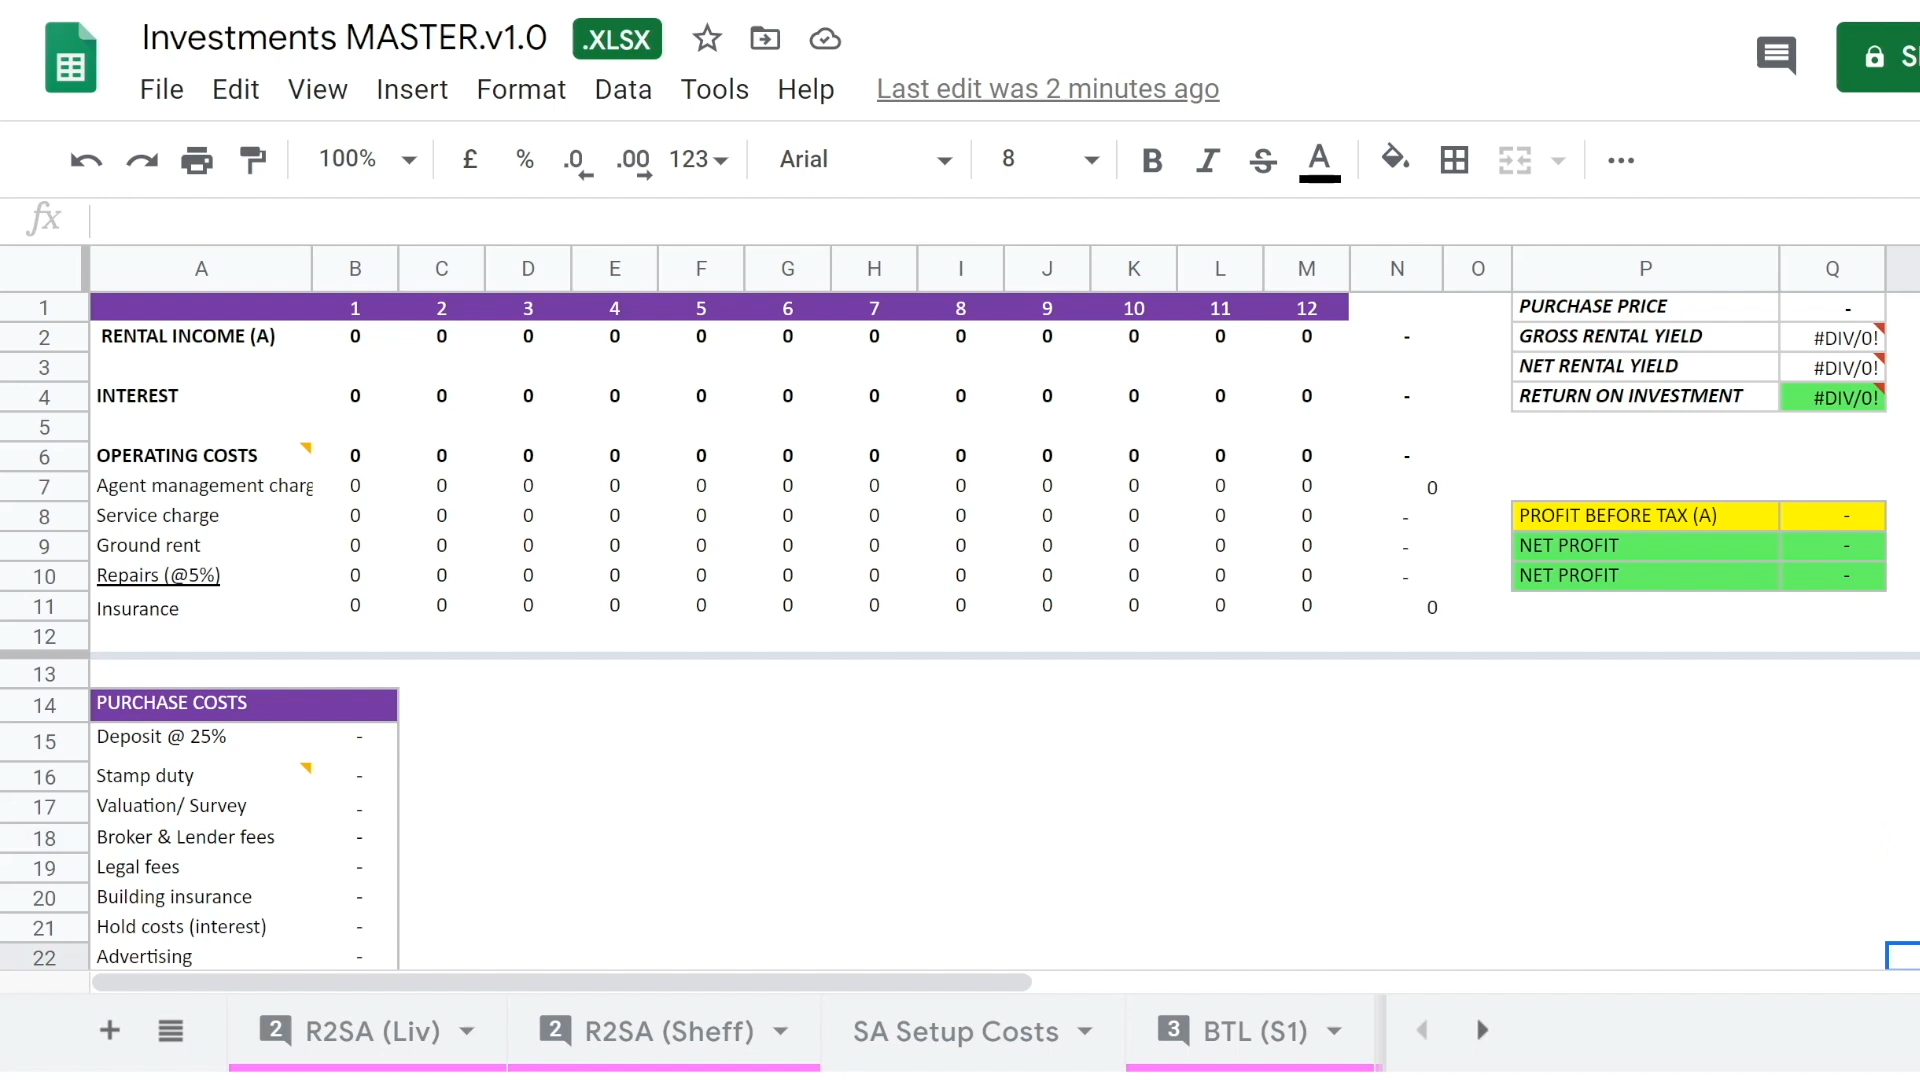 Investments MASTER.v1.0 .XLSX
File Edit View Insert Format Data Tools Help Last edit was 2 minutes ago
100% £ % .0 .00 123 Arial 8 B I S A
fx
A B C D E F G H I J K L M N O P Q
1 1 2 3 4 5 6 7 8 9 10 11 12 PURCHASE PRICE -
2 RENTAL INCOME (A) 0 0 0 0 0 0 0 0 0 0 0 0 - GROSS RENTAL YIELD #DIV/0!
3 NET RENTAL YIELD #DIV/0!
4 INTEREST 0 0 0 0 0 0 0 0 0 0 0 0 - RETURN ON INVESTMENT #DIV/0!
5
6 OPERATING COSTS 0 0 0 0 0 0 0 0 0 0 0 0 -
7 Agent management charg 0 0 0 0 0 0 0 0 0 0 0 0 0
8 Service charge 0 0 0 0 0 0 0 0 0 0 0 0 - PROFIT BEFORE TAX (A) -
9 Ground rent 0 0 0 0 0 0 0 0 0 0 0 0 - NET PROFIT -
10 Repairs (@5%) 0 0 0 0 0 0 0 0 0 0 0 0 - NET PROFIT -
11 Insurance 0 0 0 0 0 0 0 0 0 0 0 0 0
12
13
14 PURCHASE COSTS
15 Deposit @ 25% -
16 Stamp duty -
17 Valuation/ Survey -
18 Broker & Lender fees -
19 Legal fees -
20 Building insurance -
21 Hold costs (interest) -
22 Advertising -
2 R2SA (Liv) 2 R2SA (Sheff) SA Setup Costs 3 BTL (S1)